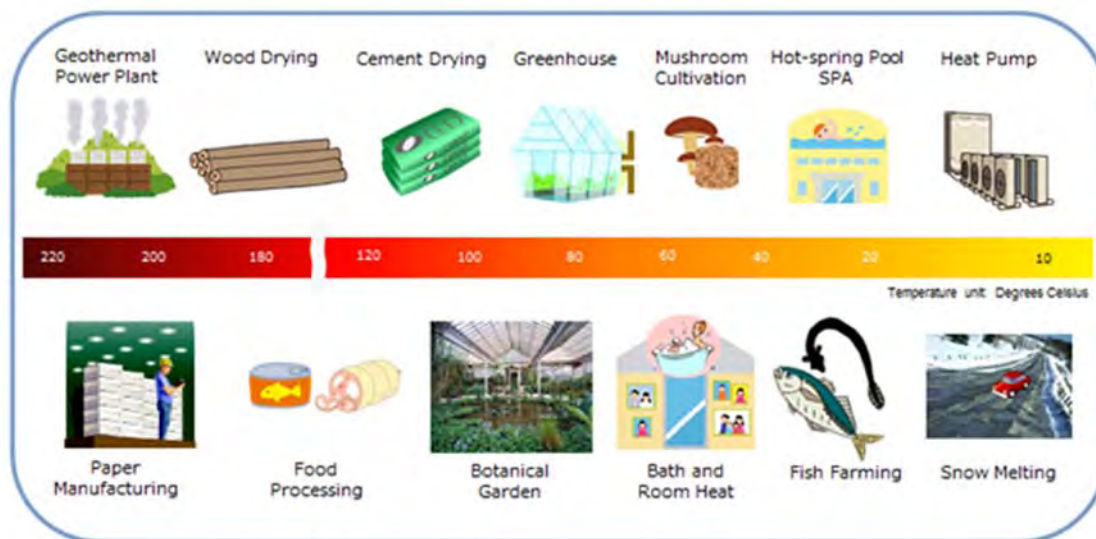 Geothermal
Power Plant
Wood Drying
Cement Drying
Greenhouse
Mushroom
Cultivation
Hot-spring Pool
SPA
Heat Pump
220 200 180 120 100 80 60 40 20 10
Temperature unit: Degrees Celsius
Paper
Manufacturing
Food
Processing
Botanical
Garden
Bath and
Room Heat
Fish Farming
Snow Melting